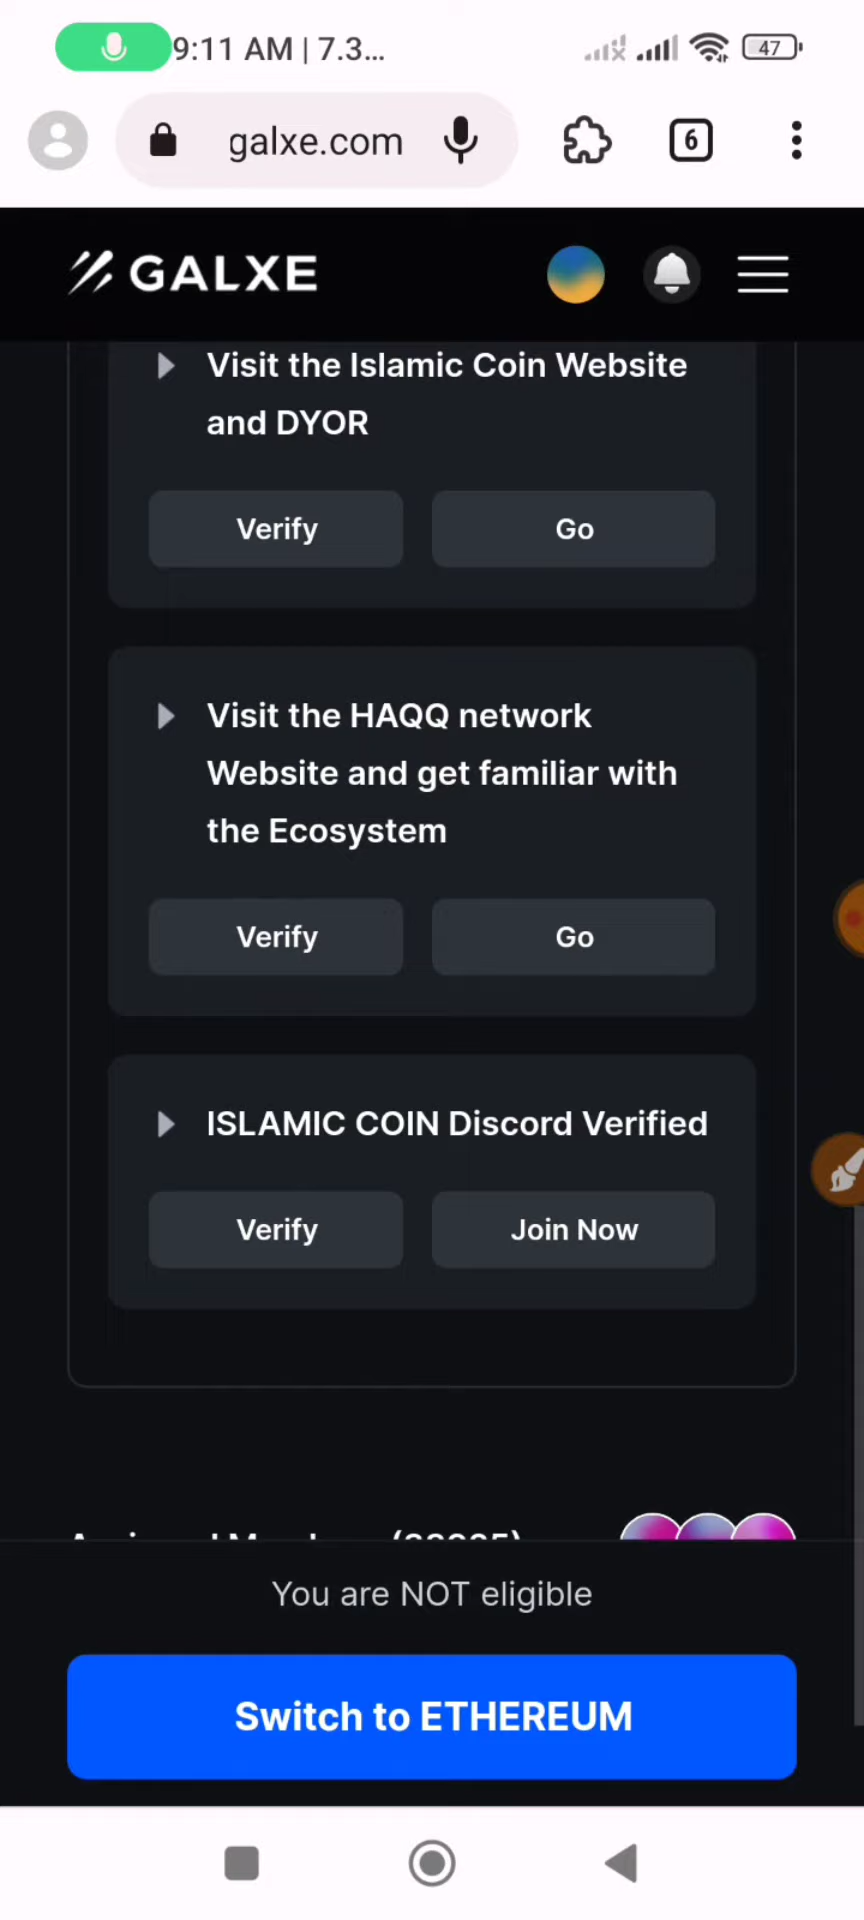 9:11 AM | 7.3...
47
galxe.com
6
GALXE
Visit the Islamic Coin Website
and DYOR
Verify
Go
Visit the HAQQ network
Website and get familiar with
the Ecosystem
Verify
Go
ISLAMIC COIN Discord Verified
Verify
Join Now
You are NOT eligible
Switch to ETHEREUM